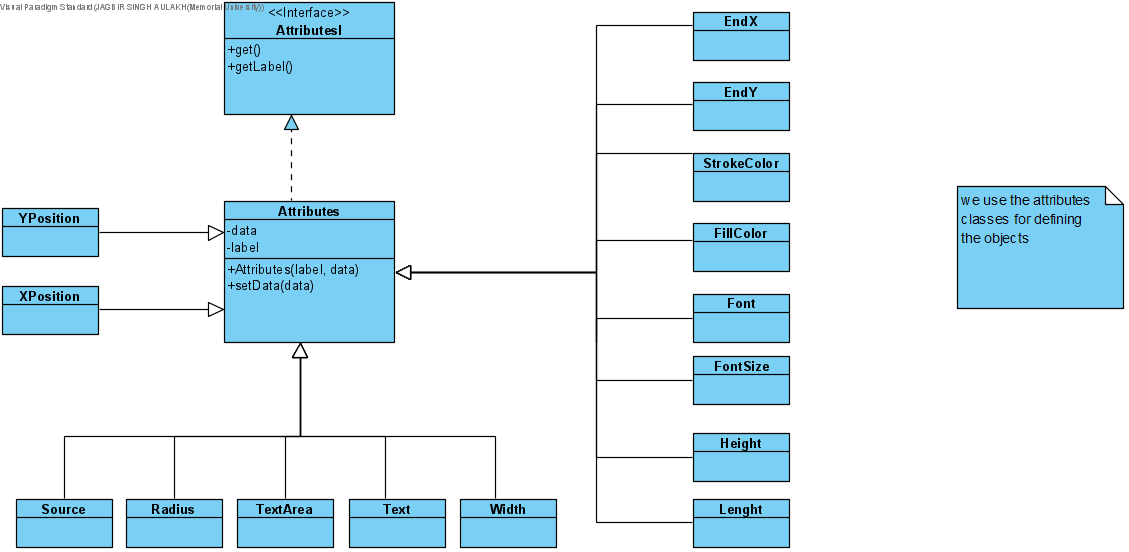 Visual Paradigm Standard(JAGBIR SINGH AULAKH(Memorial University))
<<Interface>>
AttributesI
+get()
+getLabel()
EndX
EndY
StrokeColor
FillColor
Font
FontSize
Height
Lenght
we use the attributes
classes for defining
the objects
YPosition
XPosition
Attributes
-data
-label
+Attributes(label, data)
+setData(data)
Source
Radius
TextArea
Text
Width